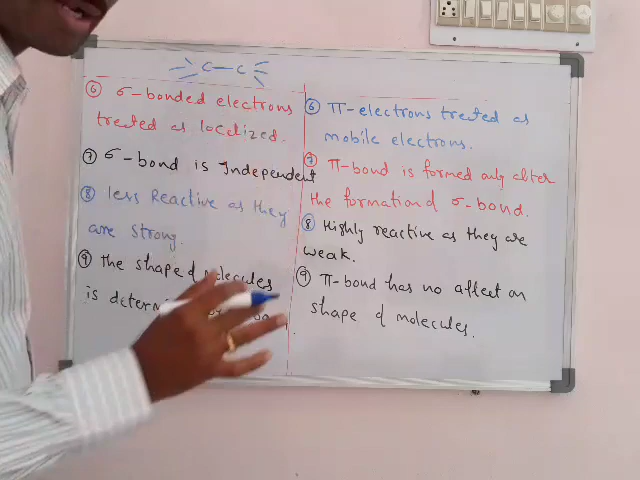 C-C
⑥ σ-bonded electrons
treated as localized.
⑦ σ-bond is Independent
⑧ less Reactive as they
are strong.
⑨ the shape of molecules
is
⑥ π-electrons treated as
mobile electrons.
⑦ π-bond is formed only after
the formation of σ-bond.
⑧ Highly reactive as they are
weak.
⑨ π-bond has no affect on
shape of molecules.